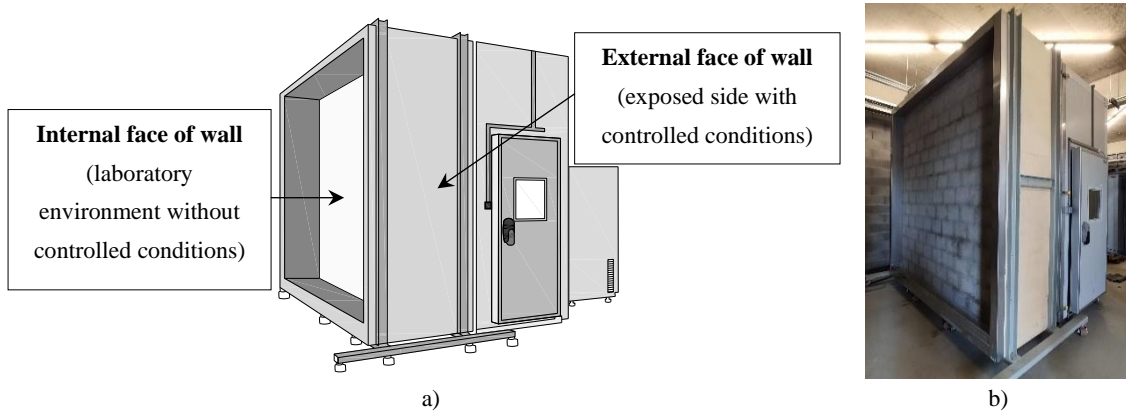 Internal face of wall
(laboratory
environment without
controlled conditions)
External face of wall
(exposed side with
controlled conditions)
a)
b)